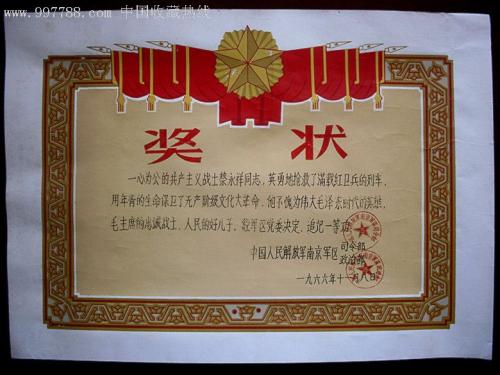 www.997788.com 中国收藏热线
奖状
一心为公的共产主义战士蔡永祥同志，英勇地抢救了满载红卫兵的列车，
用年青的生命保卫了无产阶级文化大革命，他不愧为伟大毛泽东时代的英雄，
毛主席的忠诚战士，人民的好儿子。经军区党委决定，追记一等功。
中国人民解放军南京军区 司令部
政治部
一九六六年十一月八日